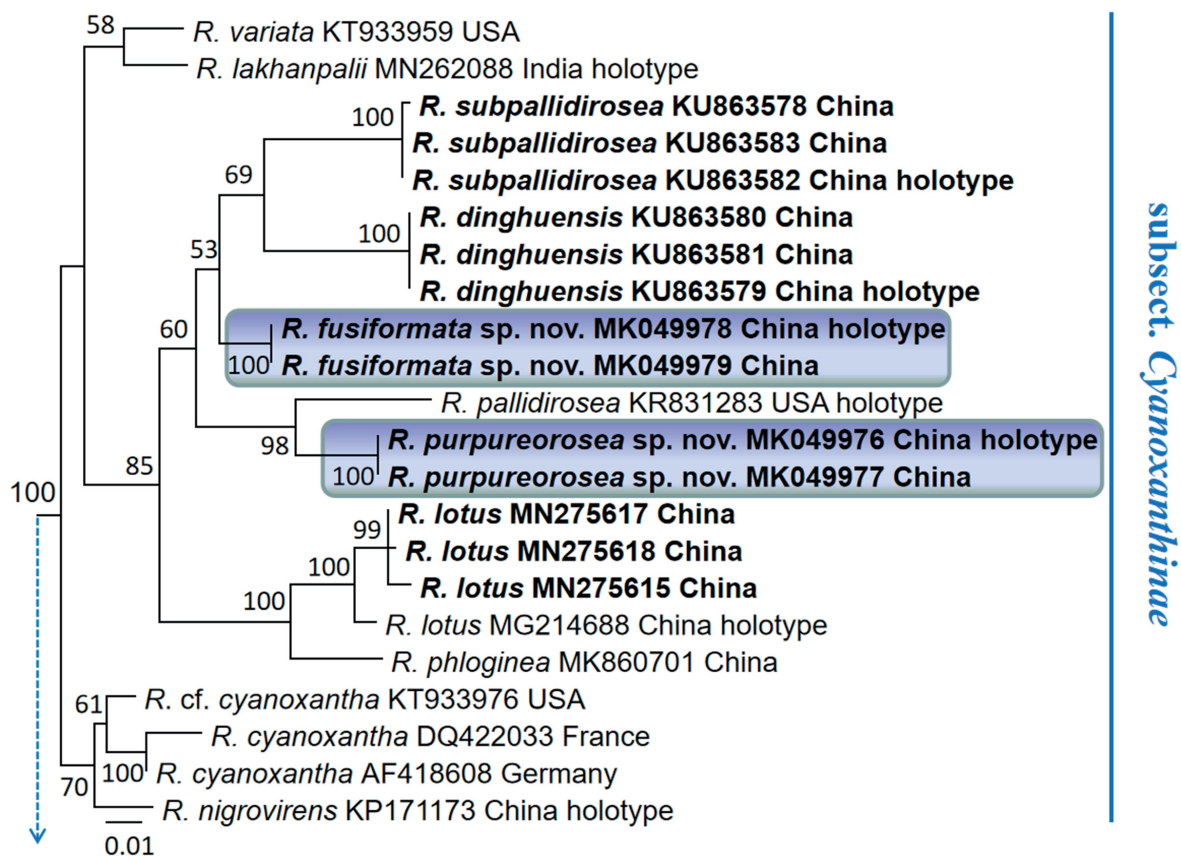 58
R. variata KT933959 USA
R. lakhanpalii MN262088 India holotype
100
R. subpallidirosea KU863578 China
R. subpallidirosea KU863583 China
R. subpallidirosea KU863582 China holotype
69
R. dinghuensis KU863580 China
100
R. dinghuensis KU863581 China
R. dinghuensis KU863579 China holotype
53
R. fusiformata sp. nov. MK049978 China holotype
100
R. fusiformata sp. nov. MK049979 China
60
R. pallidirosea KR831283 USA holotype
98
R. purpureorosea sp. nov. MK049976 China holotype
100
R. purpureorosea sp. nov. MK049977 China
85
100
R. lotus MN275617 China
99
R. lotus MN275618 China
100
R. lotus MN275615 China
100
R. lotus MG214688 China holotype
R. phloginea MK860701 China
61
R. cf. cyanoxantha KT933976 USA
R. cyanoxantha DQ422033 France
100
R. cyanoxantha AF418608 Germany
70
R. nigrovirens KP171173 China holotype
0.01
subsect. Cyanoxanthinae